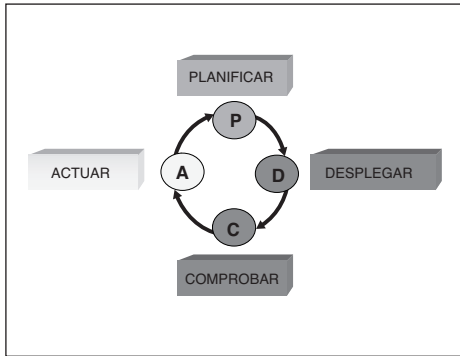 PLANIFICAR
P
ACTUAR
A
D
DESPLEGAR
C
COMPROBAR